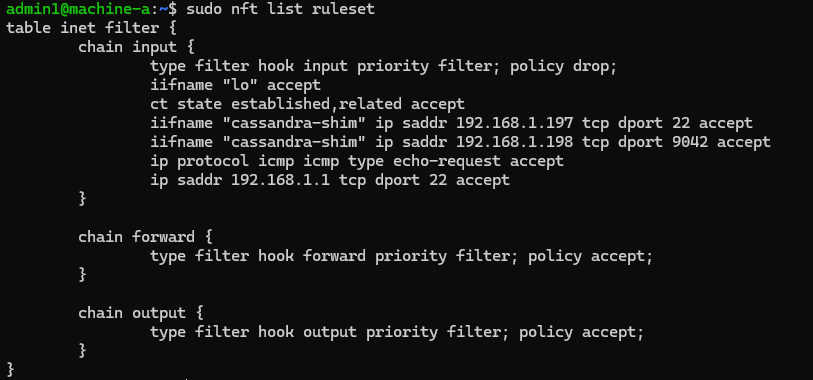 admin1@machine-a:~$ sudo nft list ruleset
table inet filter {
        chain input {
                type filter hook input priority filter; policy drop;
                iifname "lo" accept
                ct state established,related accept
                iifname "cassandra-shim" ip saddr 192.168.1.197 tcp dport 22 accept
                iifname "cassandra-shim" ip saddr 192.168.1.198 tcp dport 9042 accept
                ip protocol icmp icmp type echo-request accept
                ip saddr 192.168.1.1 tcp dport 22 accept
        }

        chain forward {
                type filter hook forward priority filter; policy accept;
        }

        chain output {
                type filter hook output priority filter; policy accept;
        }
}